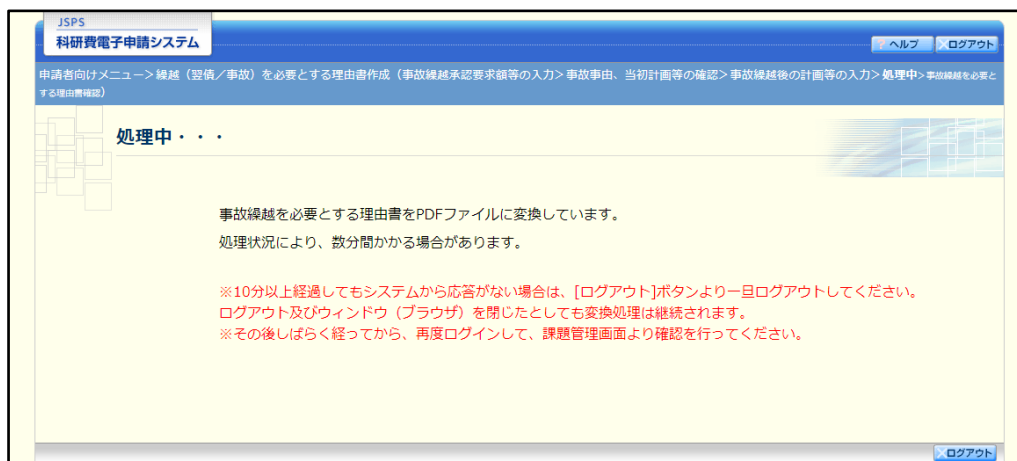 JSPS
科研費電子申請システム
ヘルプ
ログアウト
申請者向けメニュー>繰越（翌債／事故）を必要とする理由書作成（事故繰越承認要求額等の入力>事故事由、当初計画等の確認>事故繰越後の計画等の入力>処理中>事故繰越を必要と
する理由書確認）
処理中・・・
事故繰越を必要とする理由書をPDFファイルに変換しています。
処理状況により、数分間かかる場合があります。
※10分以上経過してもシステムから応答がない場合は、[ログアウト]ボタンより一旦ログアウトしてください。
ログアウト及びウィンドウ（ブラウザ）を閉じたとしても変換処理は継続されます。
※その後しばらく経ってから、再度ログインして、課題管理画面より確認を行ってください。
ログアウト